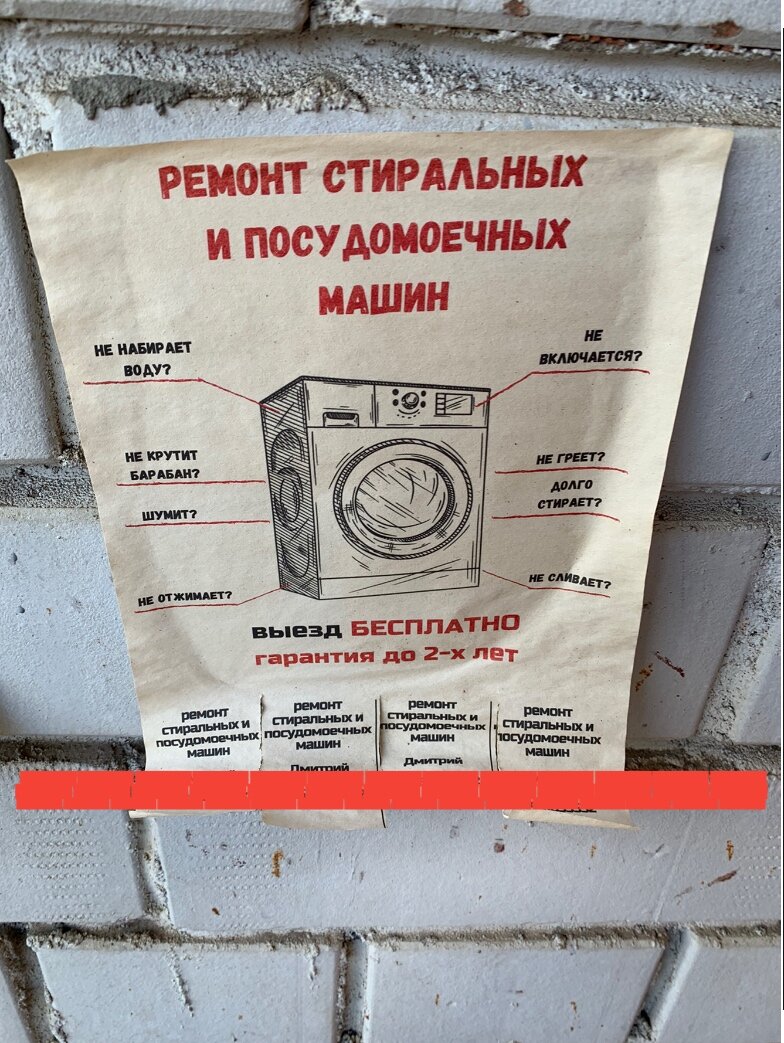 РЕМОНТ СТИРАЛЬНЫХ
И ПОСУДОМОЕЧНЫХ
МАШИН
НЕ НАБИРАЕТ
ВОДУ?
НЕ
ВКЛЮЧАЕТСЯ?
НЕ КРУТИТ
БАРАБАН?
НЕ ГРЕЕТ?
ШУМИТ?
ДОЛГО
СТИРАЕТ?
НЕ ОТЖИМАЕТ?
НЕ СЛИВАЕТ?
выезд БЕСПЛАТНО
гарантия до 2-х лет
ремонт
стиральных и
посудомоечных
машин
ремонт
стиральных и
посудомоечных
машин
Дмитрий
ремонт
стиральных и
посудомоечных
машин
Дмитрий
ремонт
стиральных и
посудомоечных
машин